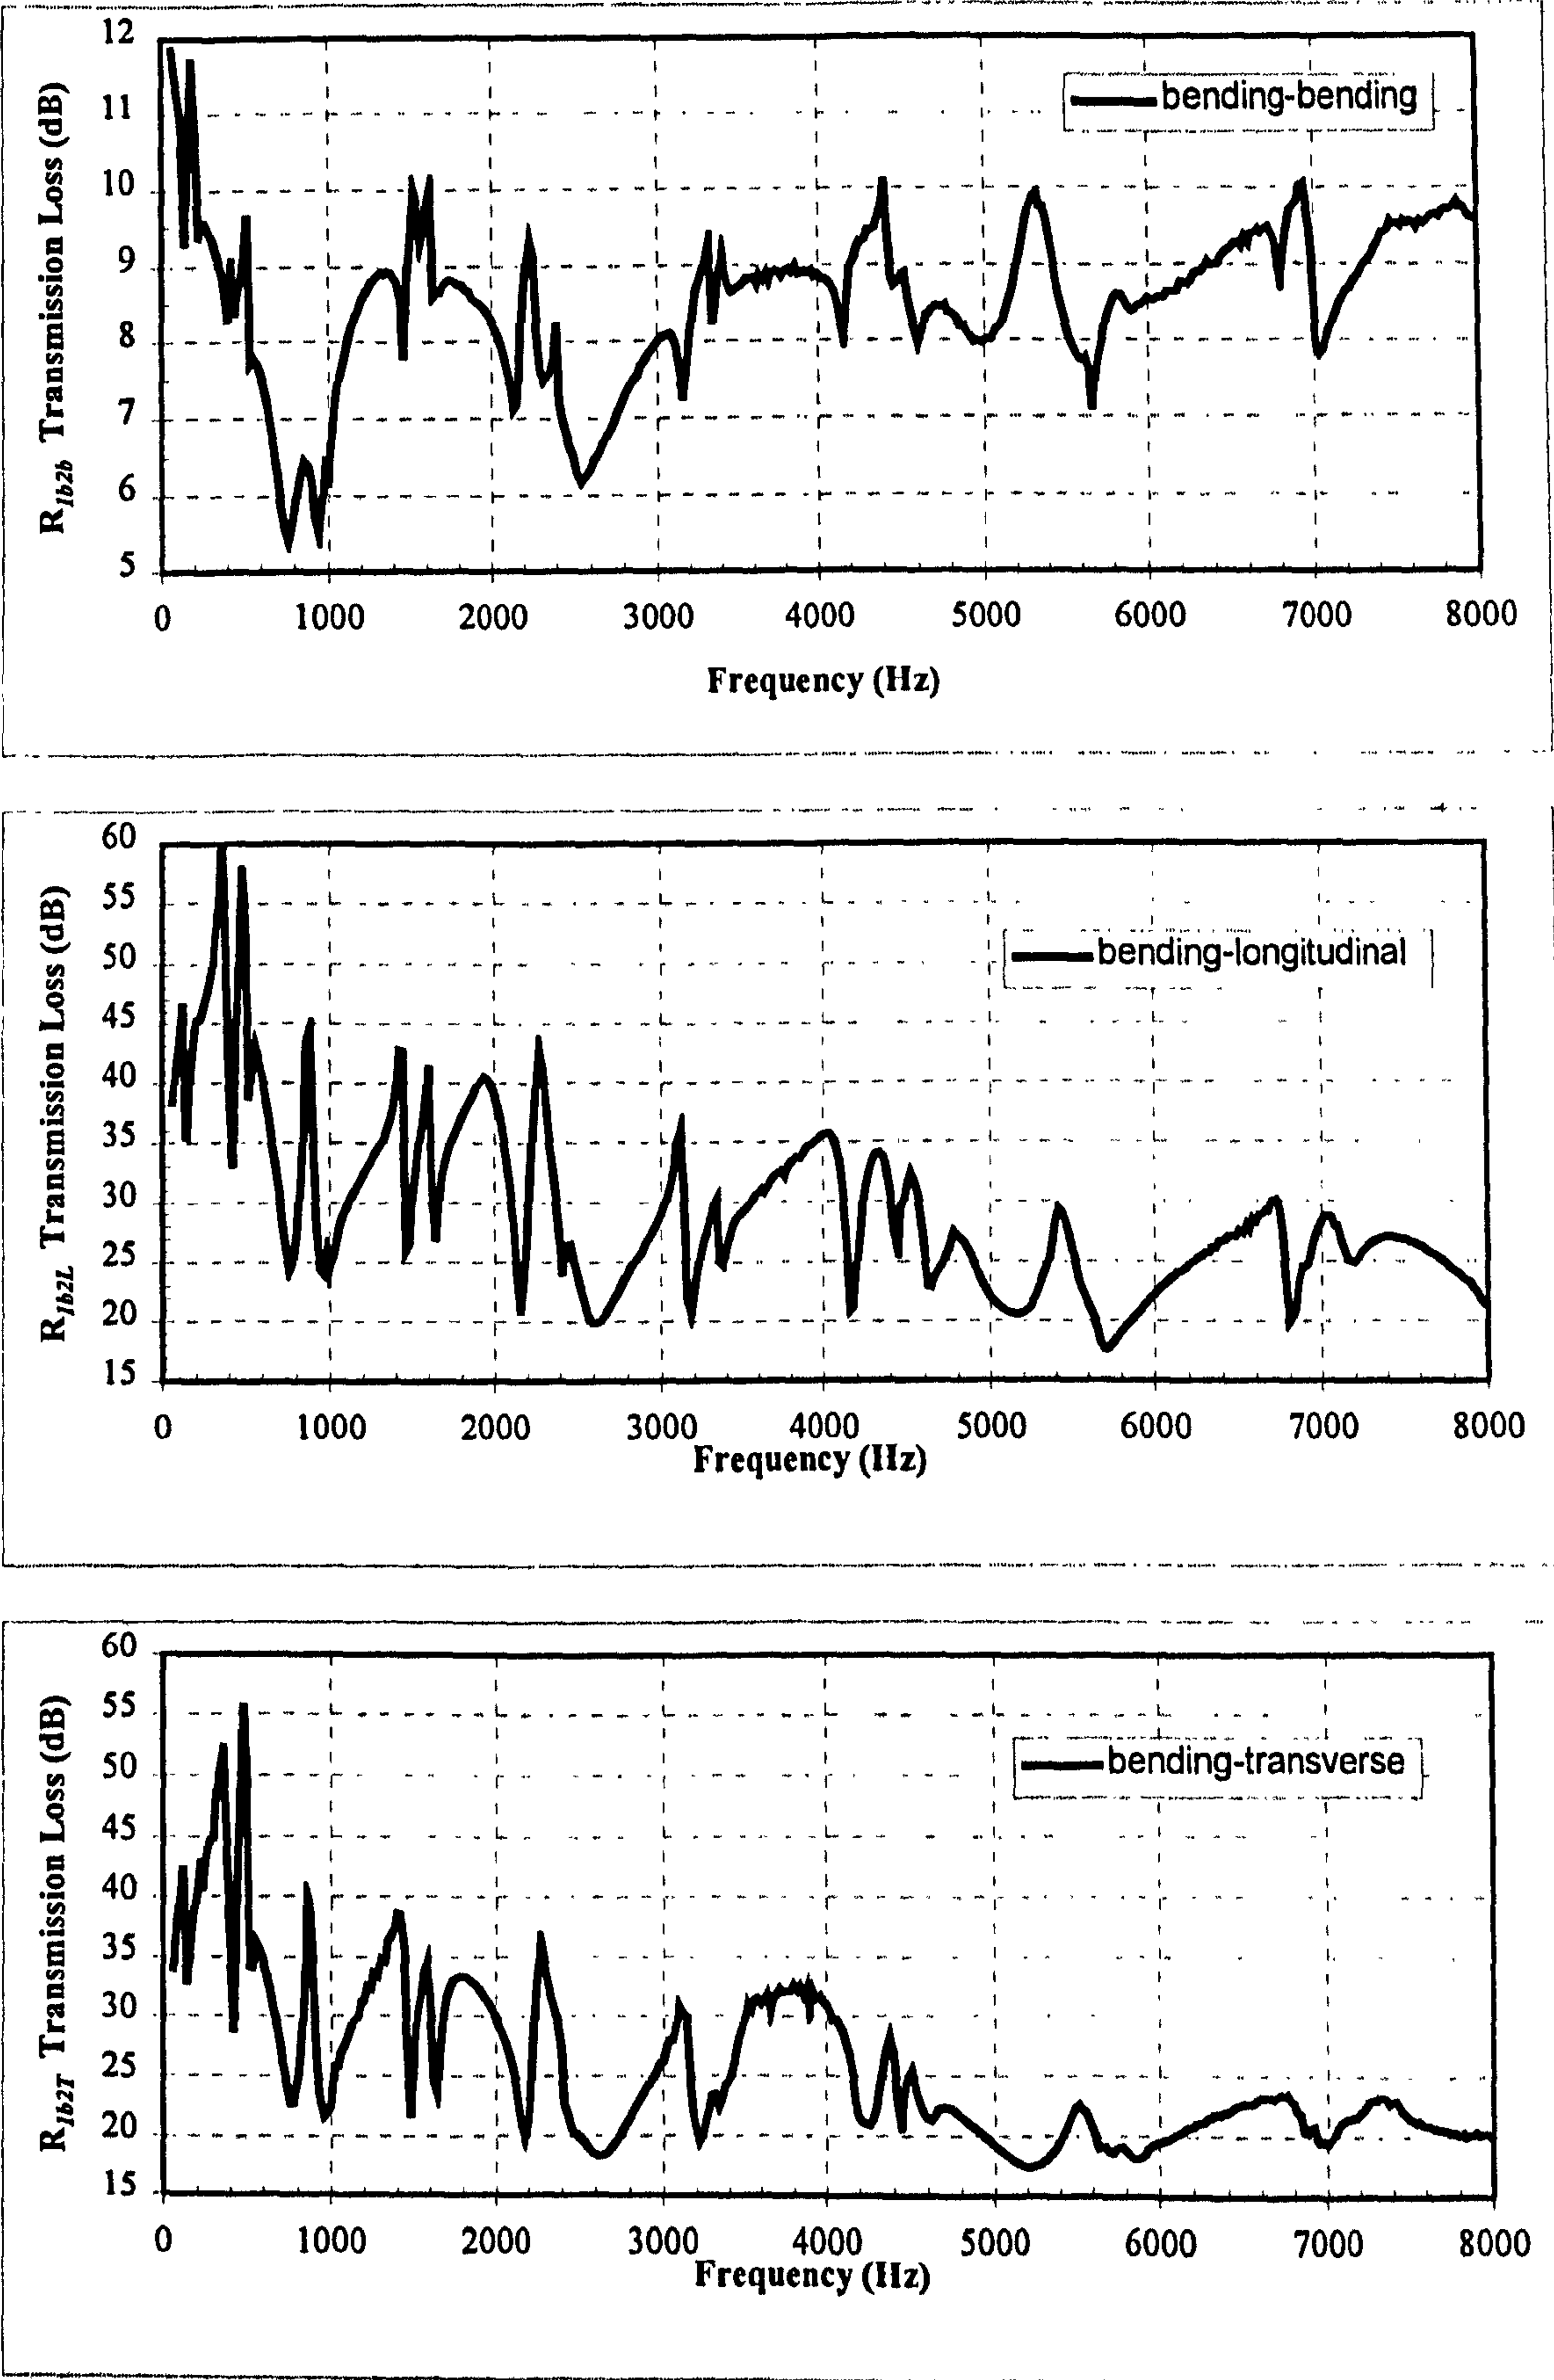 12
11
10
9
8
7
6
5
R1b2b Transmission Loss (dB)
bending-bending
0 1000 2000 3000 4000 5000 6000 7000 8000
Frequency (Hz)
60
55
50
45
40
35
30
25
20
15
R1b2L Transmission Loss (dB)
bending-longitudinal
0 1000 2000 3000 4000 5000 6000 7000 8000
Frequency (Hz)
60
55
50
45
40
35
30
25
20
15
R1b2T Transmission Loss (dB)
bending-transverse
0 1000 2000 3000 4000 5000 6000 7000 8000
Frequency (Hz)